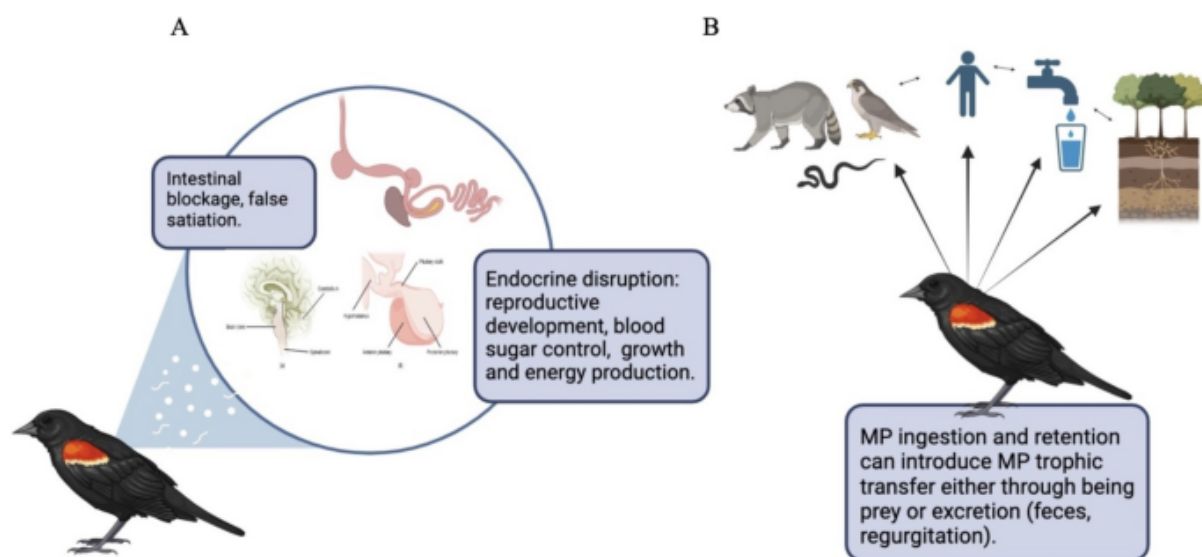 A
B
Intestinal
blockage, false
satiation.
Endocrine disruption:
reproductive
development, blood
sugar control, growth
and energy production.
MP ingestion and retention
can introduce MP trophic
transfer either through being
prey or excretion (feces,
regurgitation).